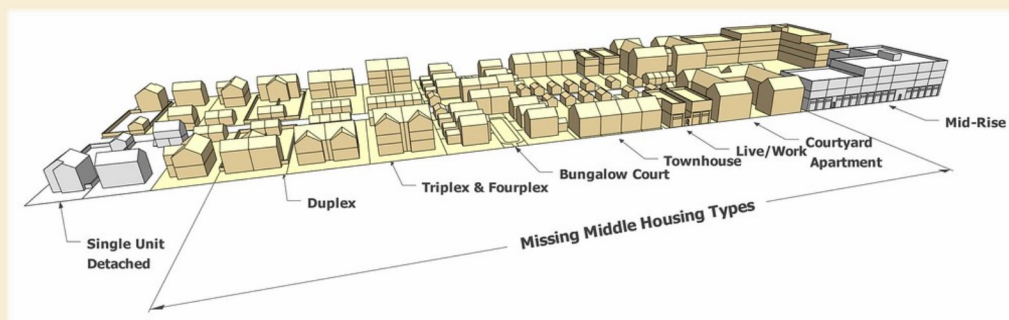 Single Unit
Detached
Duplex
Triplex & Fourplex
Bungalow Court
Townhouse
Live/Work
Courtyard
Apartment
Mid-Rise
Missing Middle Housing Types